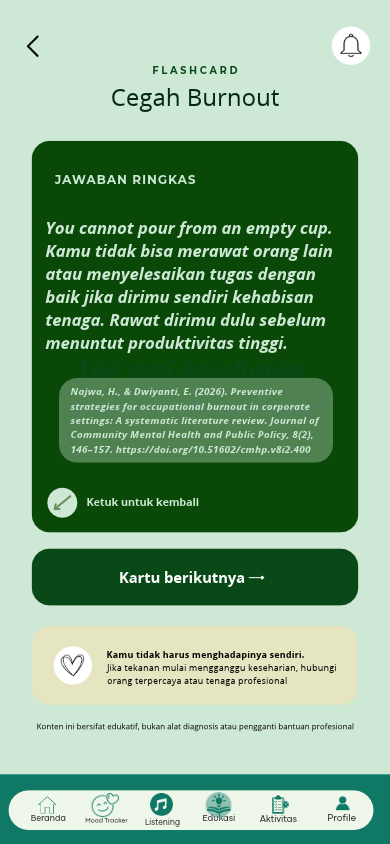 FLASHCARD
Cegah Burnout
JAWABAN RINGKAS
You cannot pour from an empty cup.
Kamu tidak bisa merawat orang lain
atau menyelesaikan tugas dengan
baik jika dirimu sendiri kehabisan
tenaga. Rawat dirimu dulu sebelum
menuntut produktivitas tinggi.
Najwa, H., & Dwiyanti, E. (2026). Preventive
strategies for occupational burnout in corporate
settings: A systematic literature review. Journal of
Community Mental Health and Public Policy, 8(2),
146–157. https://doi.org/10.51602/cmhp.v8i2.400
Ketuk untuk kembali
Kartu berikutnya →
Kamu tidak harus menghadapinya sendiri.
Jika tekanan mulai mengganggu keseharian, hubungi
orang terpercaya atau tenaga profesional
Konten ini bersifat edukatif, bukan alat diagnosis atau pengganti bantuan profesional
Beranda
Mood Tracker
Listening
Edukasi
Aktivitas
Profile